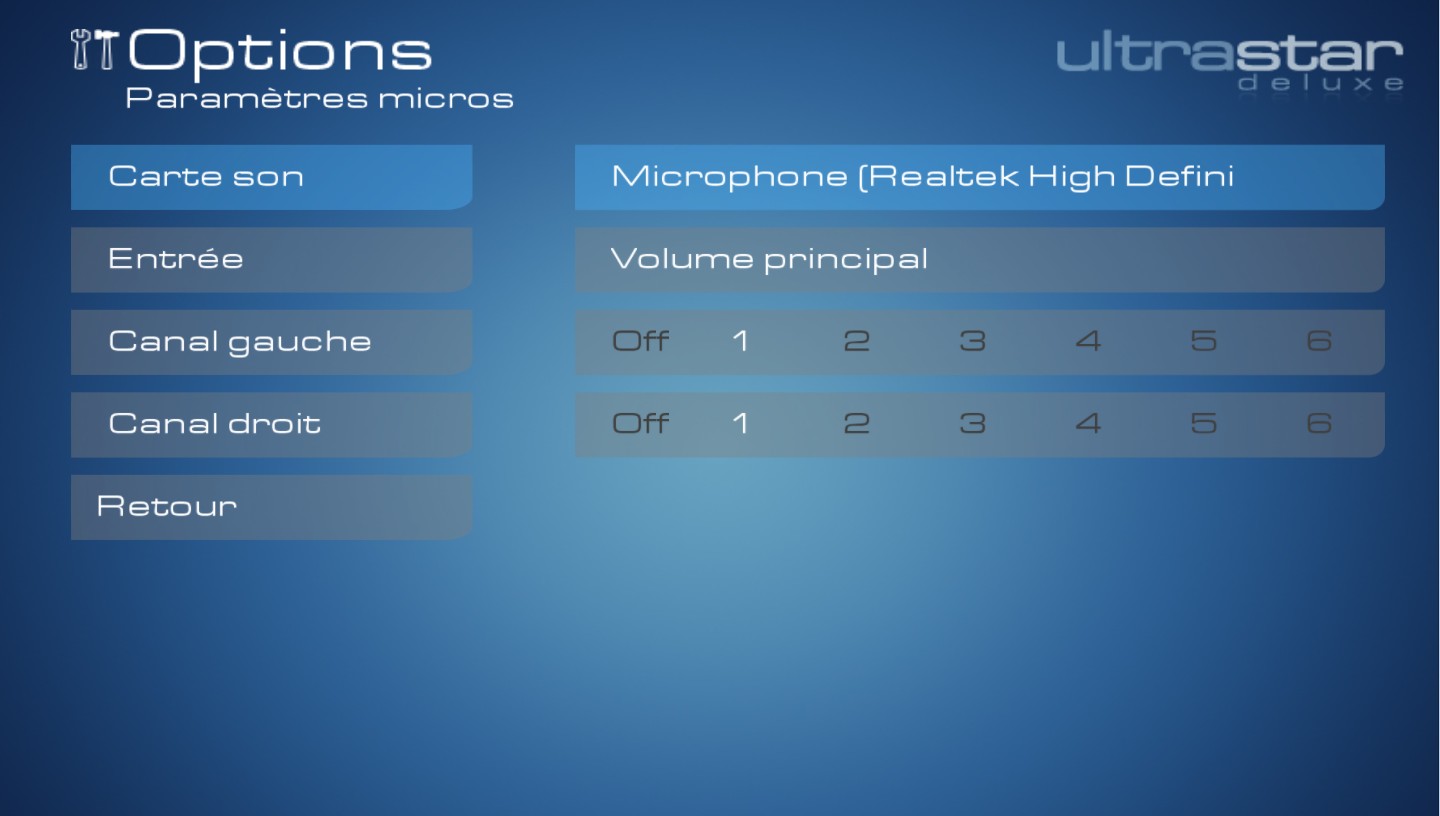 Options
Paramètres micros
ultrastar
deluxe
Carte son
Microphone (Realtek High Defini
Entrée
Volume principal
Canal gauche
Off 1 2 3 4 5 6
Canal droit
Off 1 2 3 4 5 6
Retour